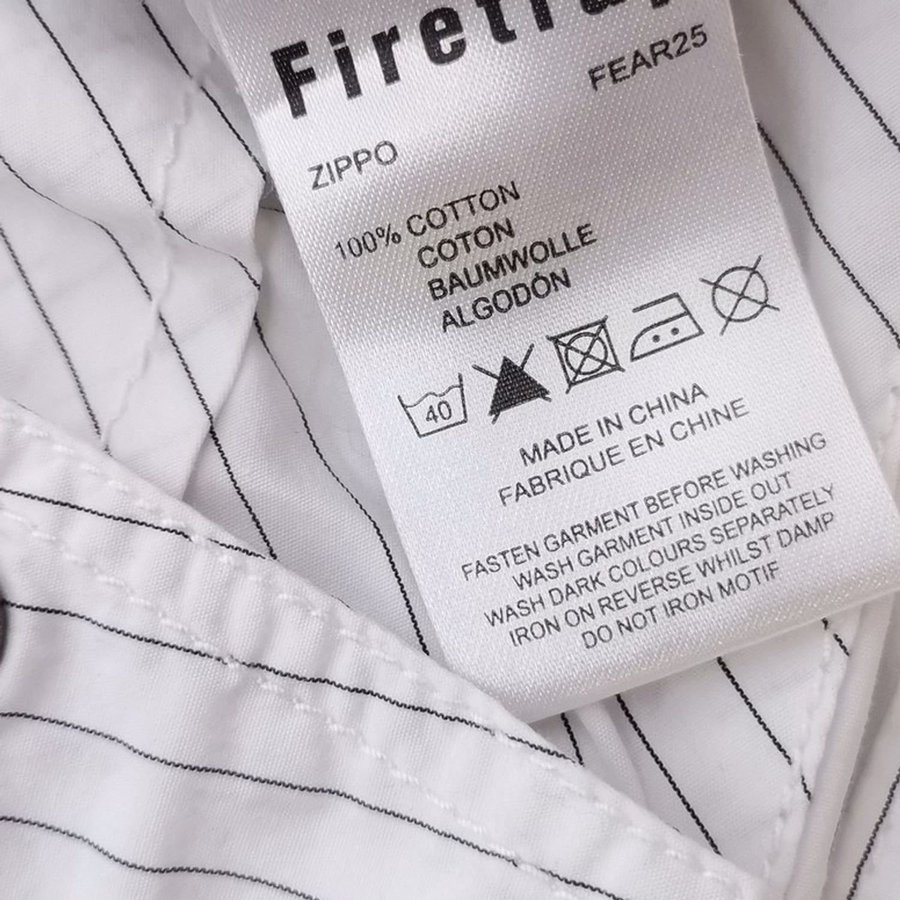 Firetrap
FEAR25
ZIPPO
100% COTTON
COTON
BAUMWOLLE
ALGODÓN
40
MADE IN CHINA
FABRIQUE EN CHINE
FASTEN GARMENT BEFORE WASHING
WASH GARMENT INSIDE OUT
WASH DARK COLOURS SEPARATELY
IRON ON REVERSE WHILST DAMP
DO NOT IRON MOTIF